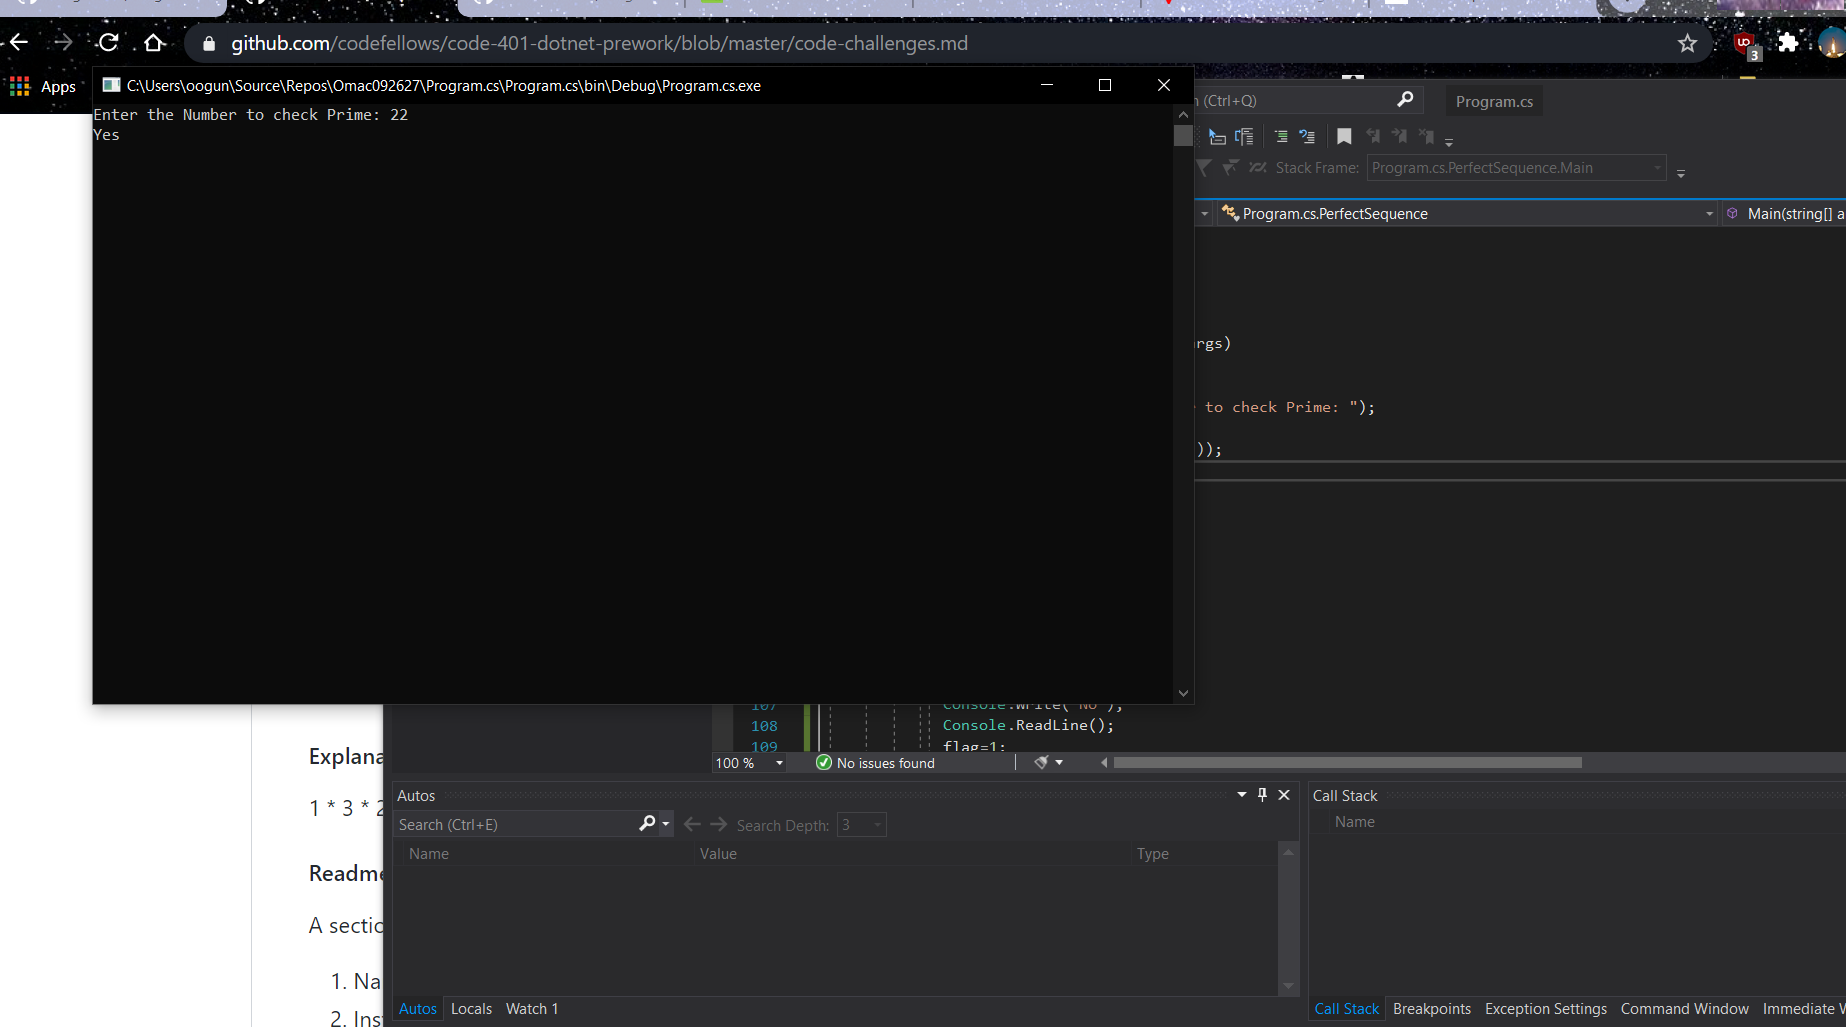 github.com/codefellows/code-401-dotnet-prework/blob/master/code-challenges.md
3
Apps
C:\Users\oogun\Source\Repos\Omac092627\Program.cs\Program.cs\bin\Debug\Program.cs.exe
Enter the Number to check Prime: 22
Yes
(Ctrl+Q)
Program.cs
Stack Frame:
Program.cs.PerfectSequence.Main
Program.cs.PerfectSequence
Main(string[] a
rgs)
to check Prime: ");
));
107
Console.Write("No");
108
Console.ReadLine();
109
flag=1;
100 %
No issues found
Explana
1 * 3 * 2
Readme
A sectio
1. Na
2. Ins
Autos
Search (Ctrl+E)
Search Depth:
3
Name
Value
Type
Autos
Locals
Watch 1
Call Stack
Name
Call Stack
Breakpoints
Exception Settings
Command Window
Immediate W